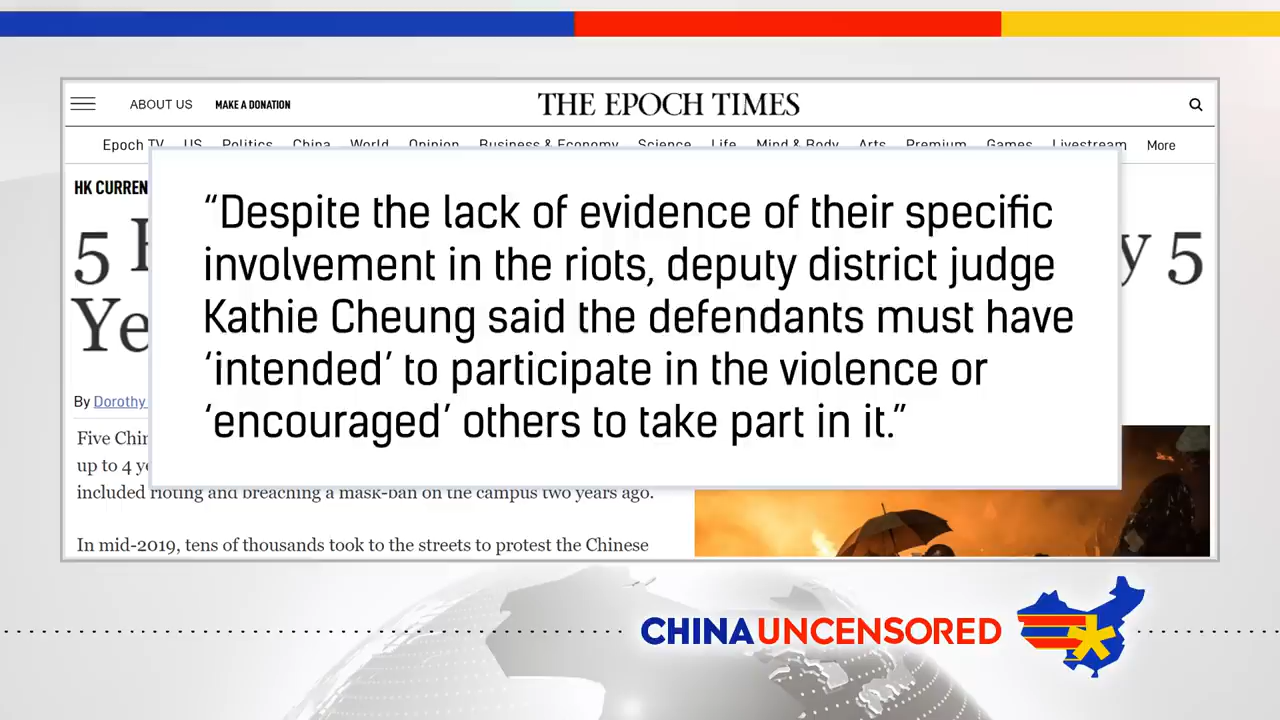 ABOUT US MAKE A DONATION THE EPOCH TIMES
Epoch TV US Politics China World Opinion Business & Economy Science Life Mind & Body Arts Premium Games Livestream More
HK CURREN
5
y 5
Ye
“Despite the lack of evidence of their specific
involvement in the riots, deputy district judge
Kathie Cheung said the defendants must have
‘intended’ to participate in the violence or
‘encouraged’ others to take part in it.”
By Dorothy
Five Chin
up to 4 ye
included rioting and breaching a mask-ban on the campus two years ago.
In mid-2019, tens of thousands took to the streets to protest the Chinese
CHINA UNCENSORED